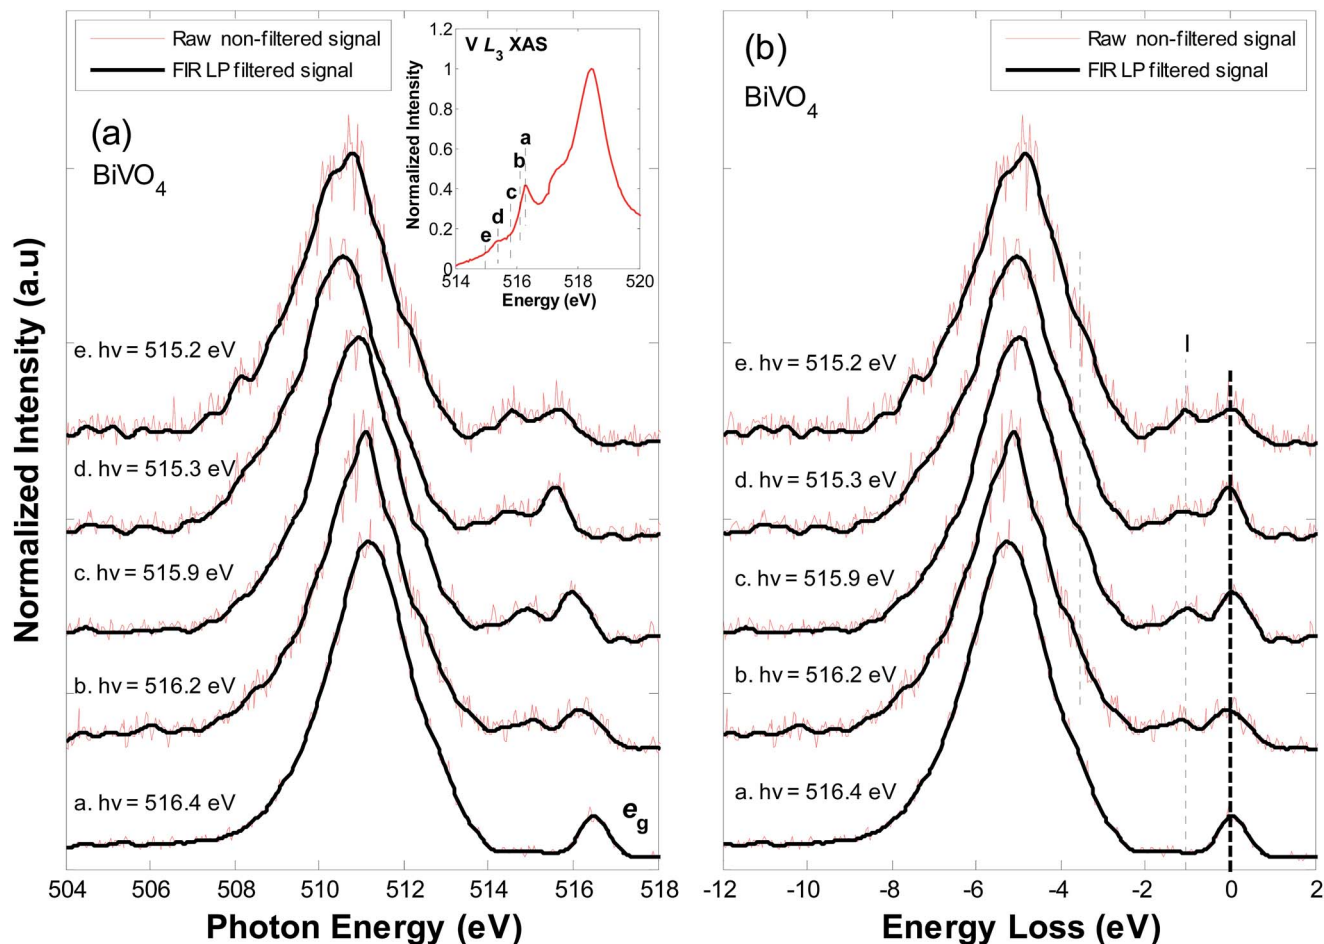 Raw non-filtered signal
FIR LP filtered signal
(a)
BiVO4
V L3 XAS
Normalized Intensity
1.2
1
0.8
0.6
0.4
0.2
0
a
b
c
d
e
514
516
518
520
Energy (eV)
e. hv = 515.2 eV
d. hv = 515.3 eV
c. hv = 515.9 eV
b. hv = 516.2 eV
a. hv = 516.4 eV
eg
Normalized Intensity (a.u)
504
506
508
510
512
514
516
518
Photon Energy (eV)
(b)
BiVO4
Raw non-filtered signal
FIR LP filtered signal
I
e. hv = 515.2 eV
d. hv = 515.3 eV
c. hv = 515.9 eV
b. hv = 516.2 eV
a. hv = 516.4 eV
-12
-10
-8
-6
-4
-2
0
2
Energy Loss (eV)